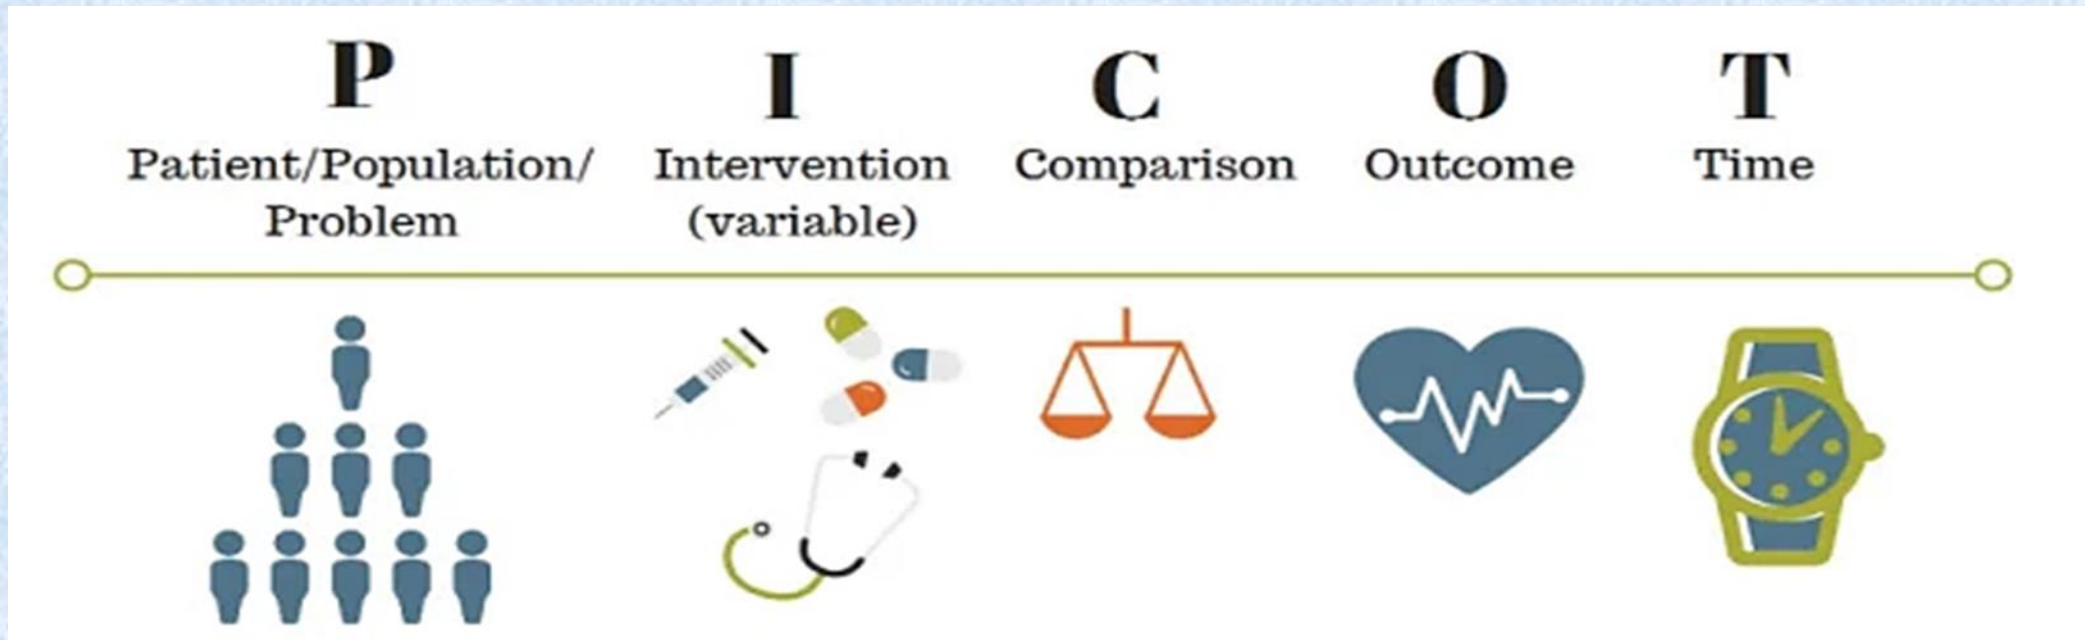 P I C O T
Patient/Population/ Intervention Comparison Outcome Time
Problem (variable)